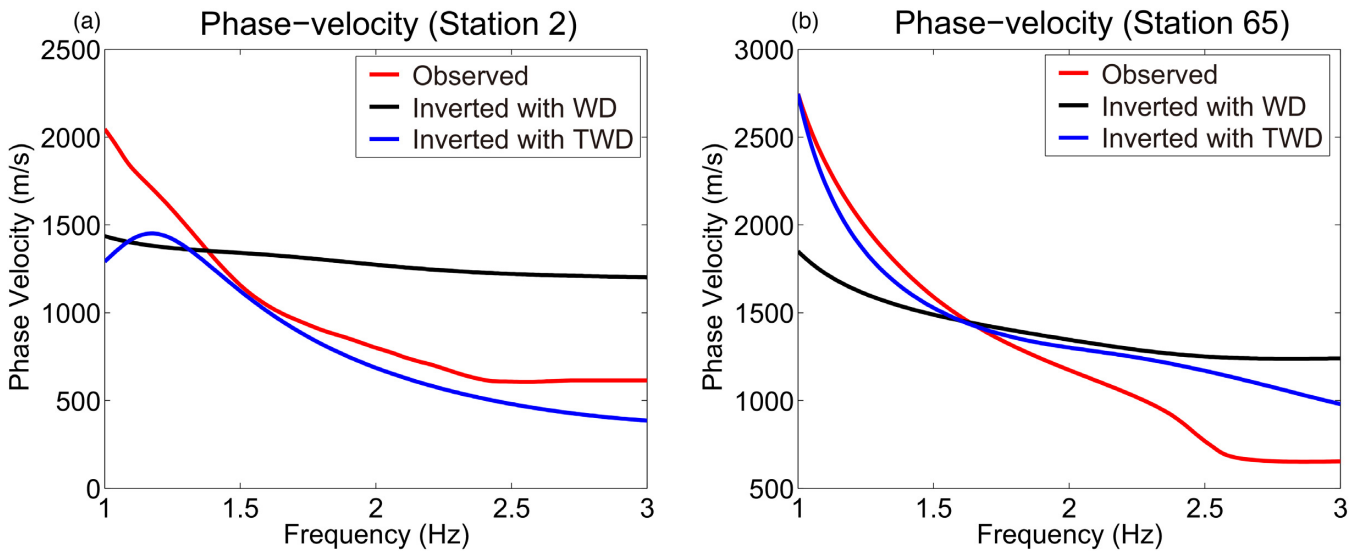 (a) Phase−velocity (Station 2)
Phase Velocity (m/s)
2500
2000
1500
1000
500
0
Observed
Inverted with WD
Inverted with TWD
1 1.5 2 2.5 3
Frequency (Hz)
(b) Phase−velocity (Station 65)
Phase Velocity (m/s)
3000
2500
2000
1500
1000
500
Observed
Inverted with WD
Inverted with TWD
1 1.5 2 2.5 3
Frequency (Hz)